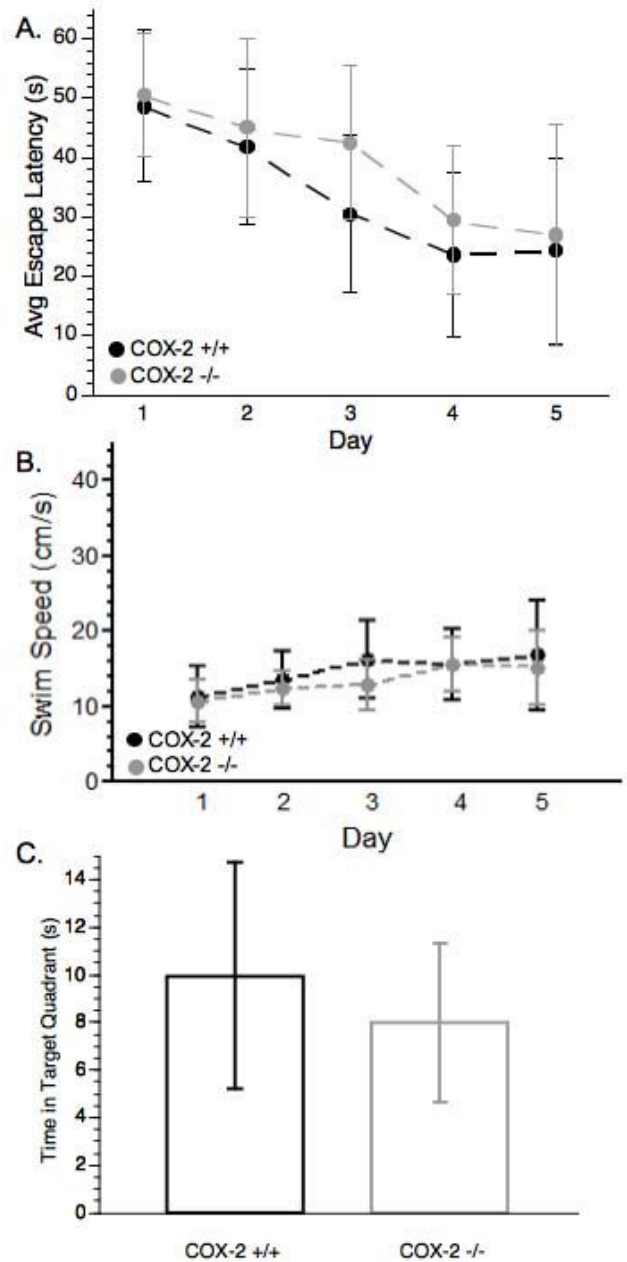 A.
Avg Escape Latency (s)
60
50
40
30
20
10
0
COX-2 +/+
COX-2 -/-
1 2 3 4 5
Day
B.
Swim Speed (cm/s)
40
30
20
10
0
COX-2 +/+
COX-2 -/-
1 2 3 4 5
Day
C.
Time in Target Quadrant (s)
14
12
10
8
6
4
2
0
COX-2 +/+ COX-2 -/-